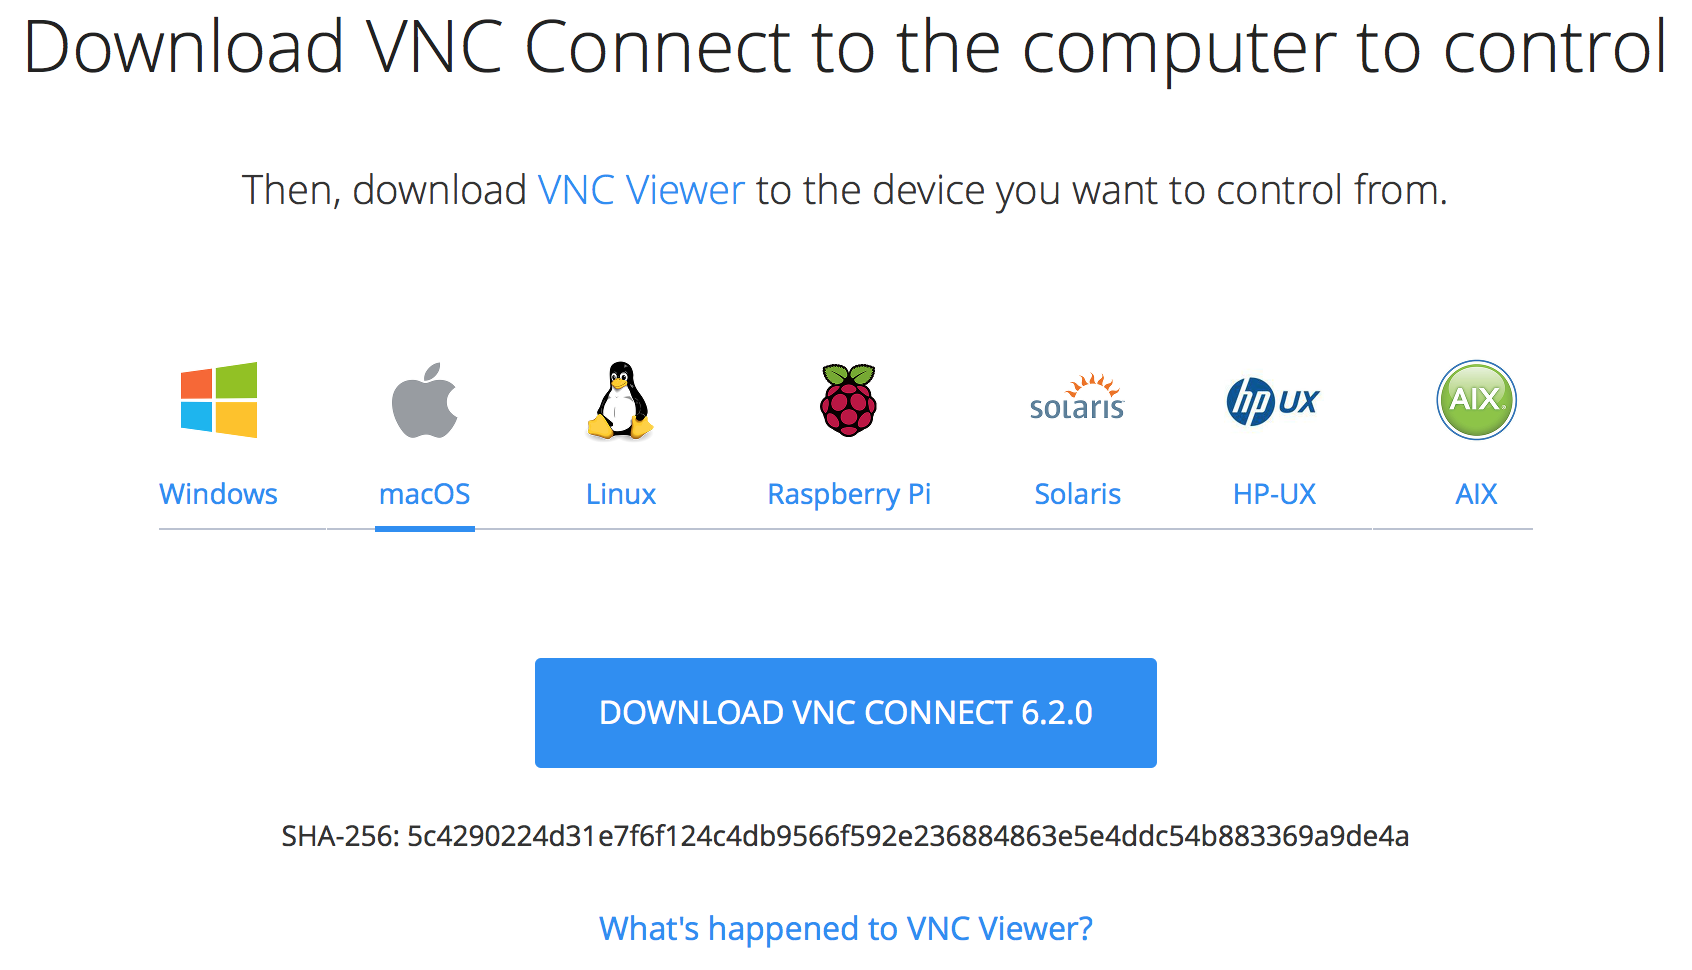 Download VNC Connect to the computer to control
Then, download VNC Viewer to the device you want to control from.
solaris
hp UX
AIX
Windows
macOS
Linux
Raspberry Pi
Solaris
HP-UX
AIX
DOWNLOAD VNC CONNECT 6.2.0
SHA-256: 5c4290224d31e7f6f124c4db9566f592e236884863e5e4ddc54b883369a9de4a
What's happened to VNC Viewer?